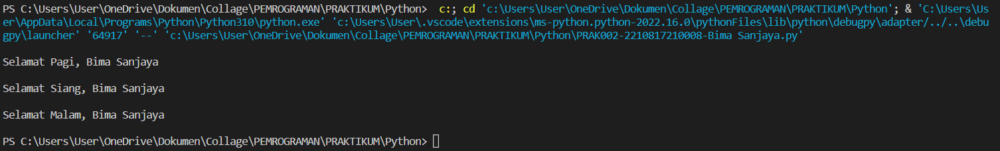 PS C:\Users\User\OneDrive\Dokumen\Collage\PEMROGRAMAN\PRAKTIKUM\Python>  c:; cd 'c:\Users\User\OneDrive\Dokumen\Collage\PEMROGRAMAN\PRAKTIKUM\Python'; & 'C:\Users\Us
er\AppData\Local\Programs\Python\Python310\python.exe' 'c:\Users\User\.vscode\extensions\ms-python.python-2022.16.0\pythonFiles\lib\python\debugpy\adapter/../..\debu
gpy\launcher' '64917' '--' 'c:\Users\User\OneDrive\Dokumen\Collage\PEMROGRAMAN\PRAKTIKUM\Python\PRAK002-2210817210008-Bima Sanjaya.py'
Selamat Pagi, Bima Sanjaya
Selamat Siang, Bima Sanjaya
Selamat Malam, Bima Sanjaya
PS C:\Users\User\OneDrive\Dokumen\Collage\PEMROGRAMAN\PRAKTIKUM\Python>